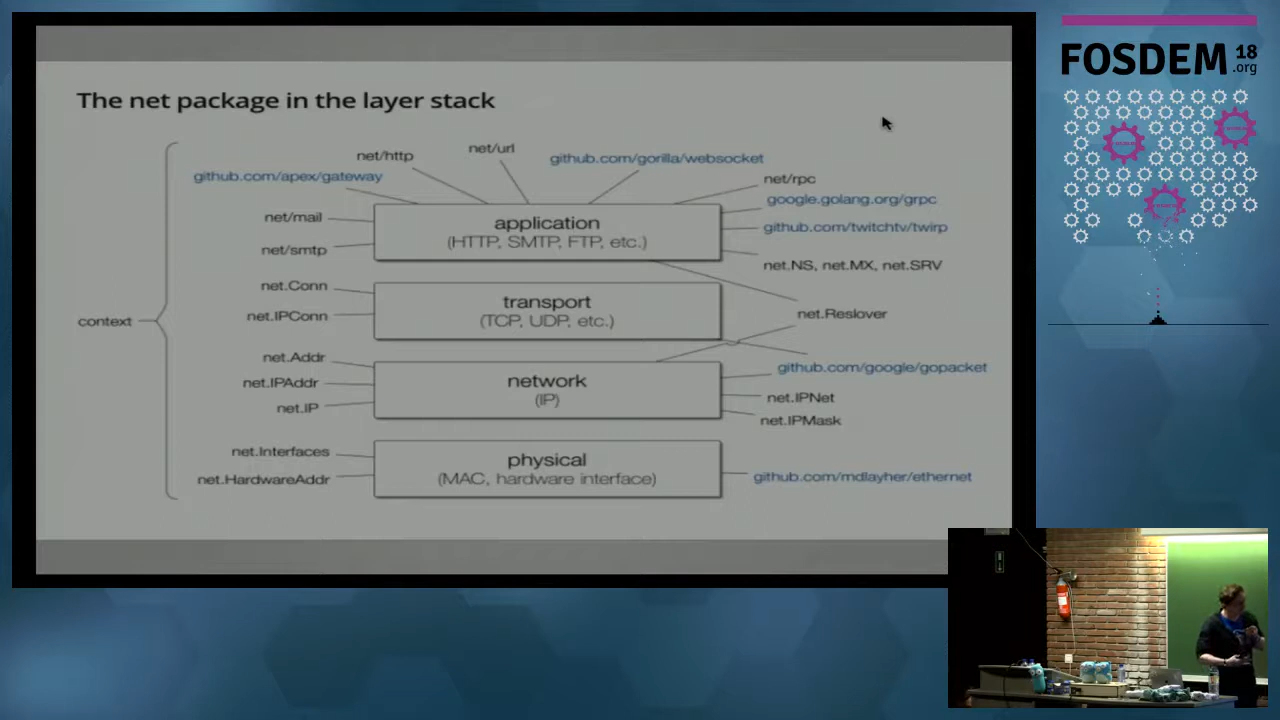 The net package in the layer stack
net/http
net/url
github.com/gorilla/websocket
github.com/apex/gateway
net/rpc
google.golang.org/grpc
net/mail
application
(HTTP, SMTP, FTP, etc.)
github.com/twitchtv/twirp
net/smtp
net.NS, net.MX, net.SRV
net.Conn
transport
(TCP, UDP, etc.)
net.IPConn
net.Reslover
context
net.Addr
github.com/google/gopacket
net.IPAddr
network
(IP)
net.IPNet
net.IP
net.IPMask
net.Interfaces
physical
(MAC, hardware interface)
net.HardwareAddr
github.com/mdlayher/ethernet
FOSDEM 18
.org